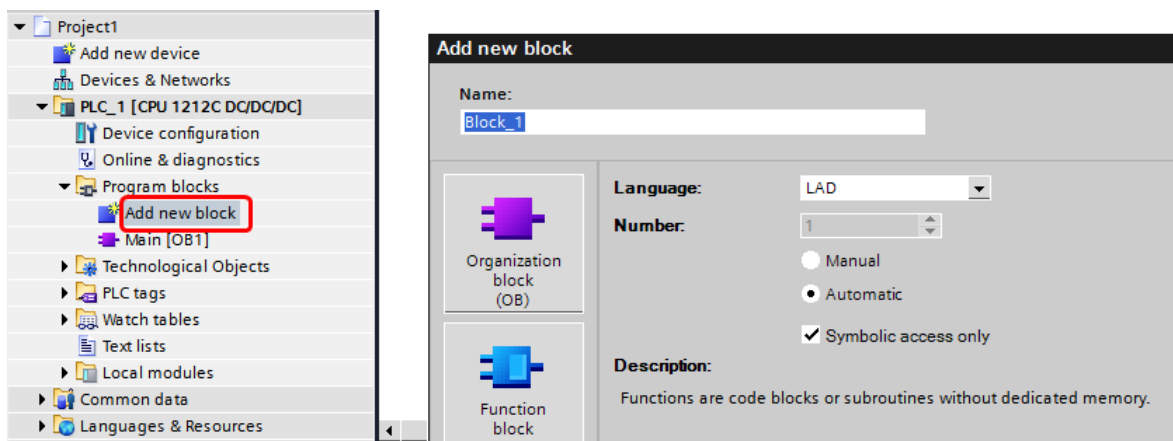 Project1
Add new device
Devices & Networks
PLC_1 [CPU 1212C DC/DC/DC]
Device configuration
Online & diagnostics
Program blocks
Add new block
Main [OB1]
Technological Objects
PLC tags
Watch tables
Text lists
Local modules
Common data
Languages & Resources
Add new block
Name:
Block_1
Organization
block
(OB)
Function
block
Language: LAD
Number: 1
Manual
Automatic
Symbolic access only
Description:
Functions are code blocks or subroutines without dedicated memory.